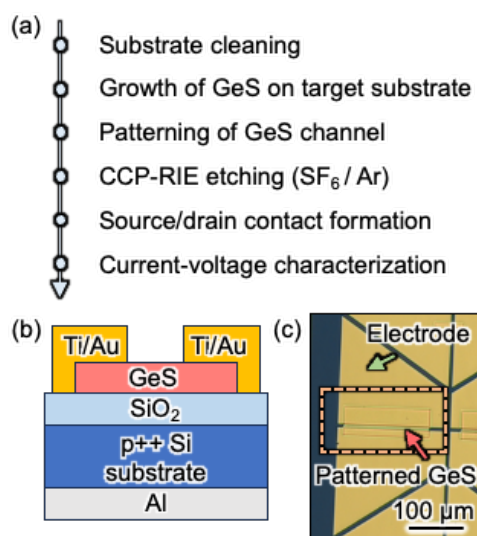 (a)
Substrate cleaning
Growth of GeS on target substrate
Patterning of GeS channel
CCP-RIE etching (SF₆ / Ar)
Source/drain contact formation
Current-voltage characterization
(b)
Ti/Au Ti/Au
GeS
SiO₂
p++ Si
substrate
Al
(c)
Electrode
Patterned GeS
100 μm